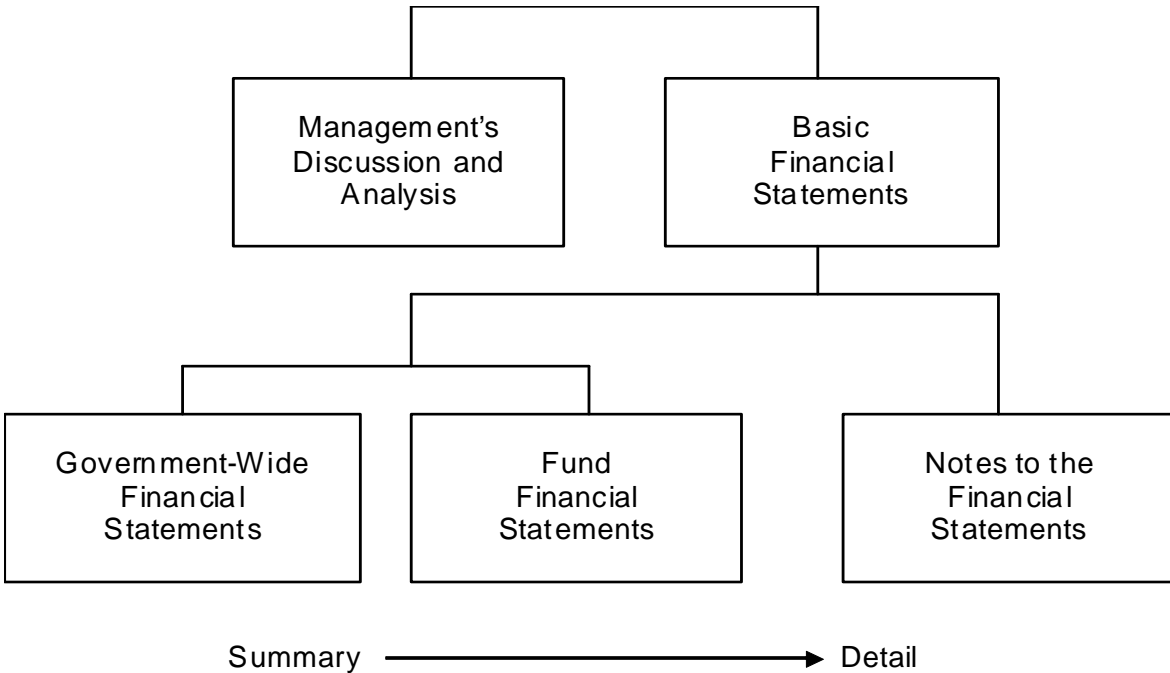 Management's
Discussion and
Analysis
Basic
Financial
Statements
Government-Wide
Financial
Statements
Fund
Financial
Statements
Notes to the
Financial
Statements
Summary
Detail